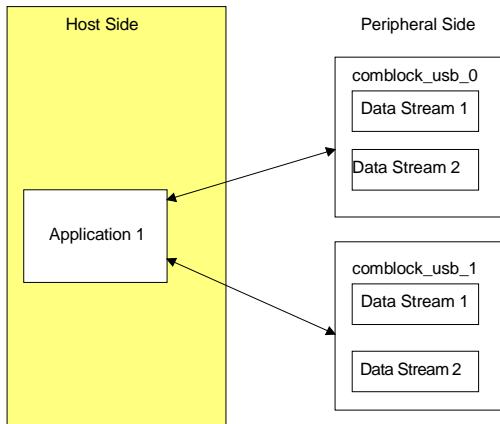 Host Side
Peripheral Side
comblock_usb_0
Data Stream 1
Data Stream 2
Application 1
comblock_usb_1
Data Stream 1
Data Stream 2